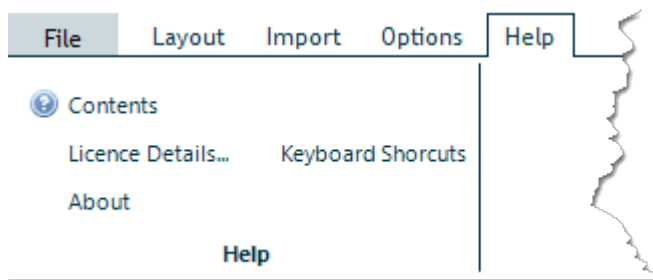 File Layout Import Options Help
Contents
Licence Details... Keyboard Shorcuts
About
Help